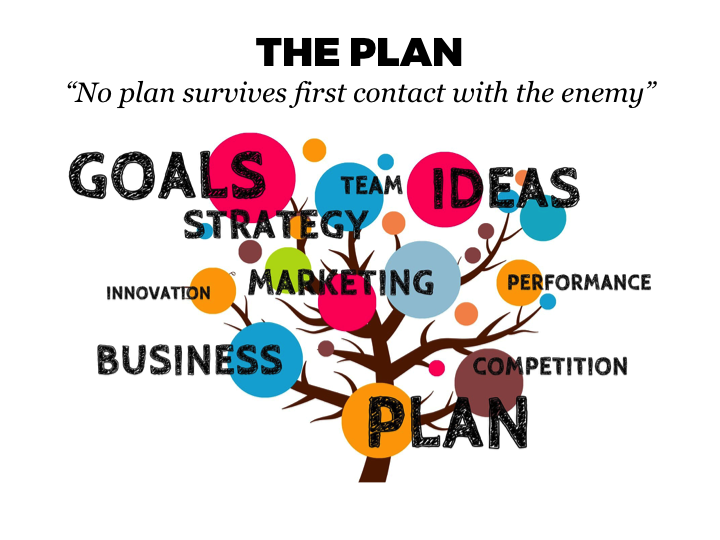 THE PLAN
“No plan survives first contact with the enemy”
GOALS
TEAM
IDEAS
STRATEGY
INNOVATION
MARKETING
PERFORMANCE
BUSINESS
COMPETITION
PLAN